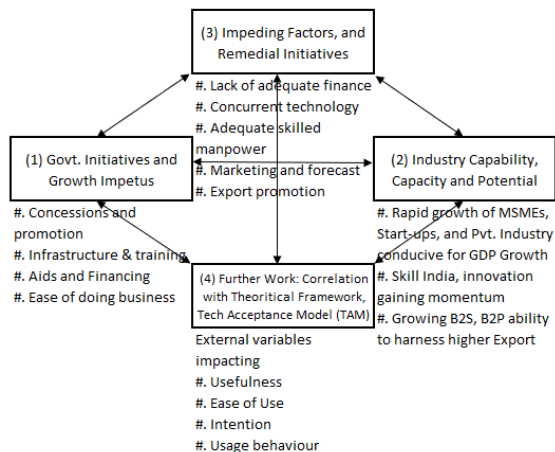 (3) Impeding Factors, and
Remedial Initiatives
#. Lack of adequate finance
#. Concurrent technology
#. Adequate skilled
manpower
#. Marketing and forecast
#. Export promotion
(1) Govt. Initiatives and
Growth Impetus
#. Concessions and
promotion
#. Infrastructure & training
#. Aids and Financing
#. Ease of doing business
(2) Industry Capability,
Capacity and Potential
#. Rapid growth of MSMEs,
Start-ups, and Pvt. Industry
conducive for GDP Growth
#. Skill India, innovation
gaining momentum
#. Growing B2S, B2P ability
to harness higher Export
(4) Further Work: Correlation
with Theoritical Framework,
Tech Acceptance Model (TAM)
External variables
impacting
#. Usefulness
#. Ease of Use
#. Intention
#. Usage behaviour